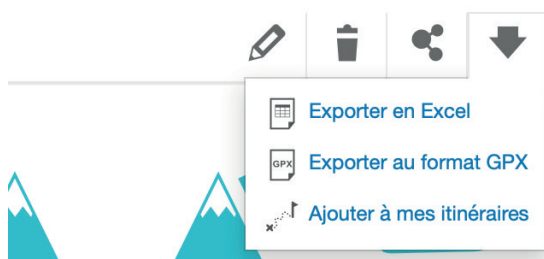 Exporter en Excel
GPX
Exporter au format GPX
Ajouter à mes itinéraires